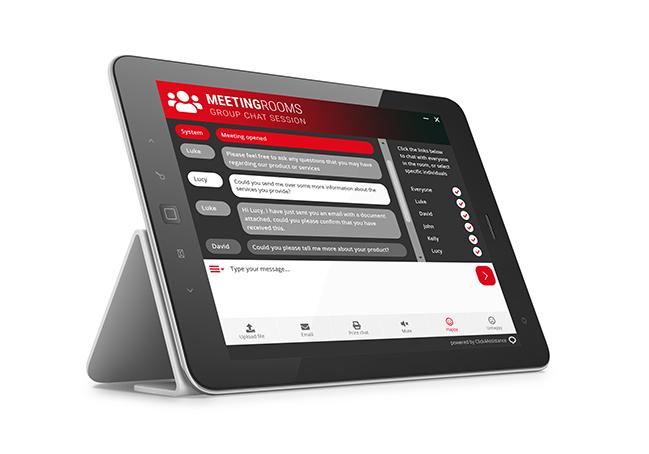 MEETINGROOMS
GROUP CHAT SESSION
System
Meeting opened
Luke
Please feel free to ask any questions that you may have
regarding our product or services
Lucy
Could you send me over some more information about the
services you provide?
Luke
Hi Lucy, I have just sent you an email with a document
attached, could you please confirm that you have
received this.
David
Could you please tell me more about your product?
Click the links below
to chat with everyone
in the room, or select
specific individuals
Everyone
Luke
David
John
Kelly
Lucy
Type your message...
Upload file
Email
Print chat
Mute
Happy
Unhappy
powered by ClickAssistance